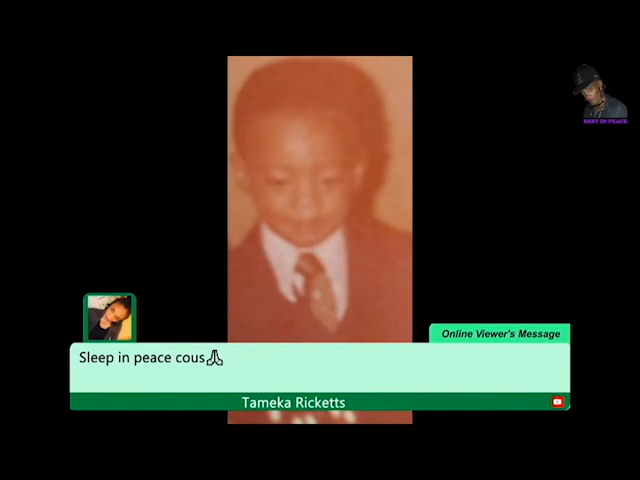 REST IN PEACE
Online Viewer's Message
Sleep in peace cous🙏
Tameka Ricketts